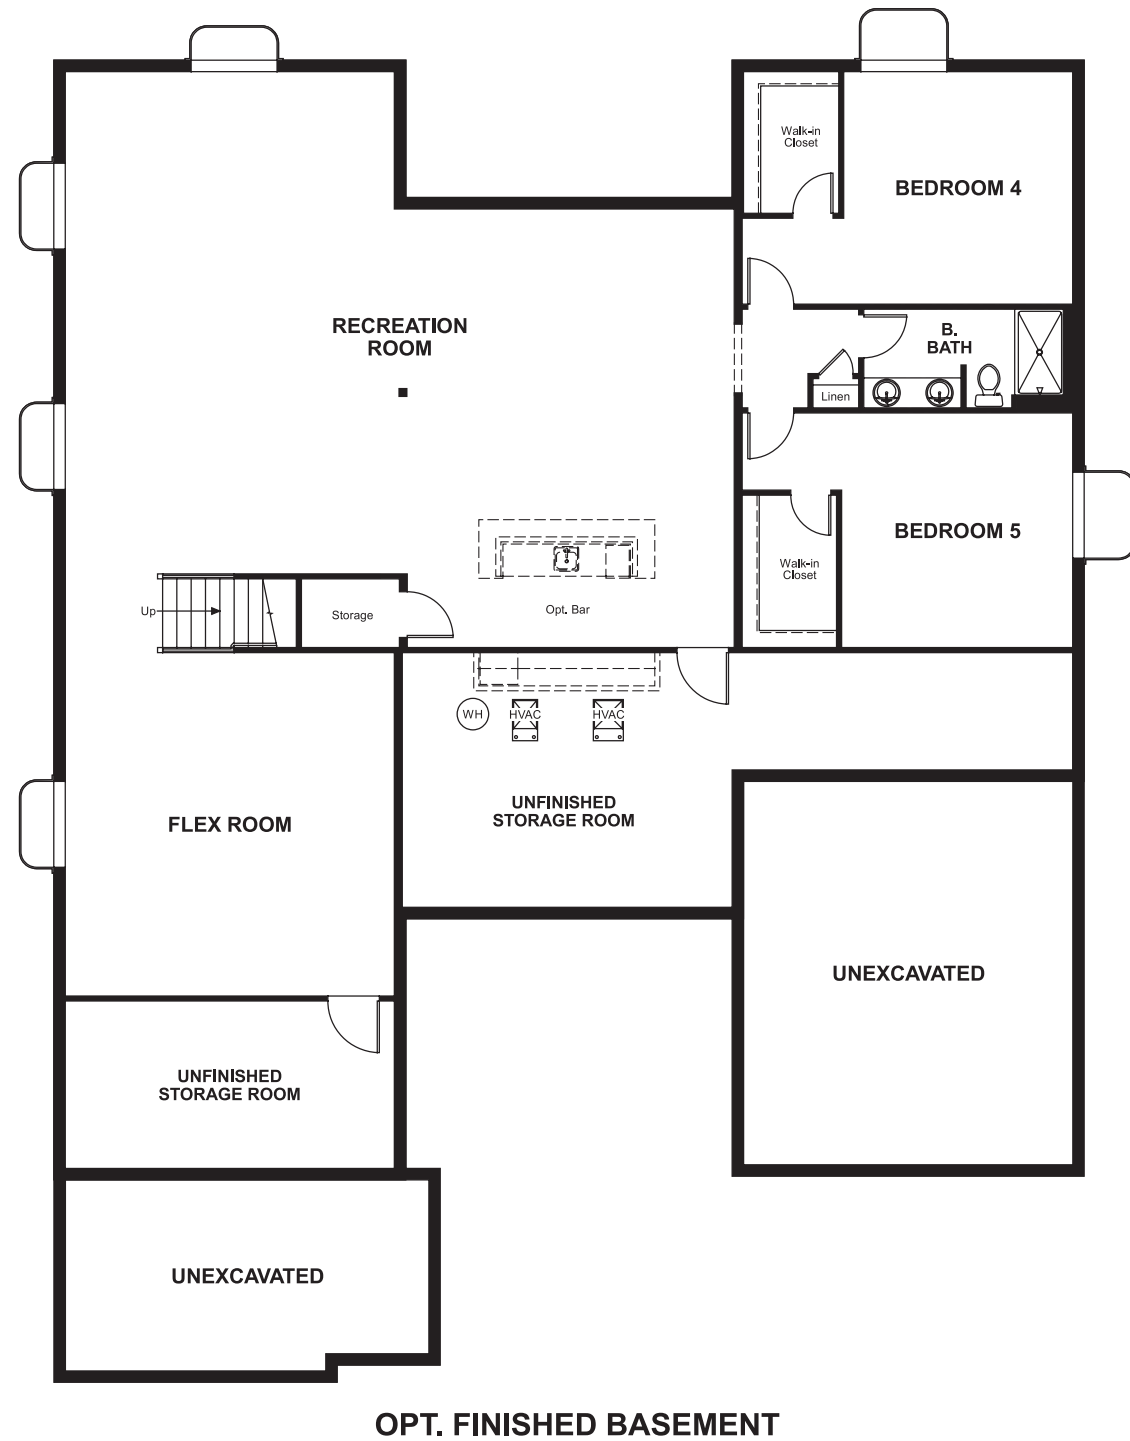 Walk-in
Closet
BEDROOM 4
RECREATION
ROOM
B.
BATH
Linen
BEDROOM 5
Walk-in
Closet
Up
Storage
Opt. Bar
WH
HVAC
HVAC
UNFINISHED
STORAGE ROOM
FLEX ROOM
UNEXCAVATED
UNFINISHED
STORAGE ROOM
UNEXCAVATED
OPT. FINISHED BASEMENT